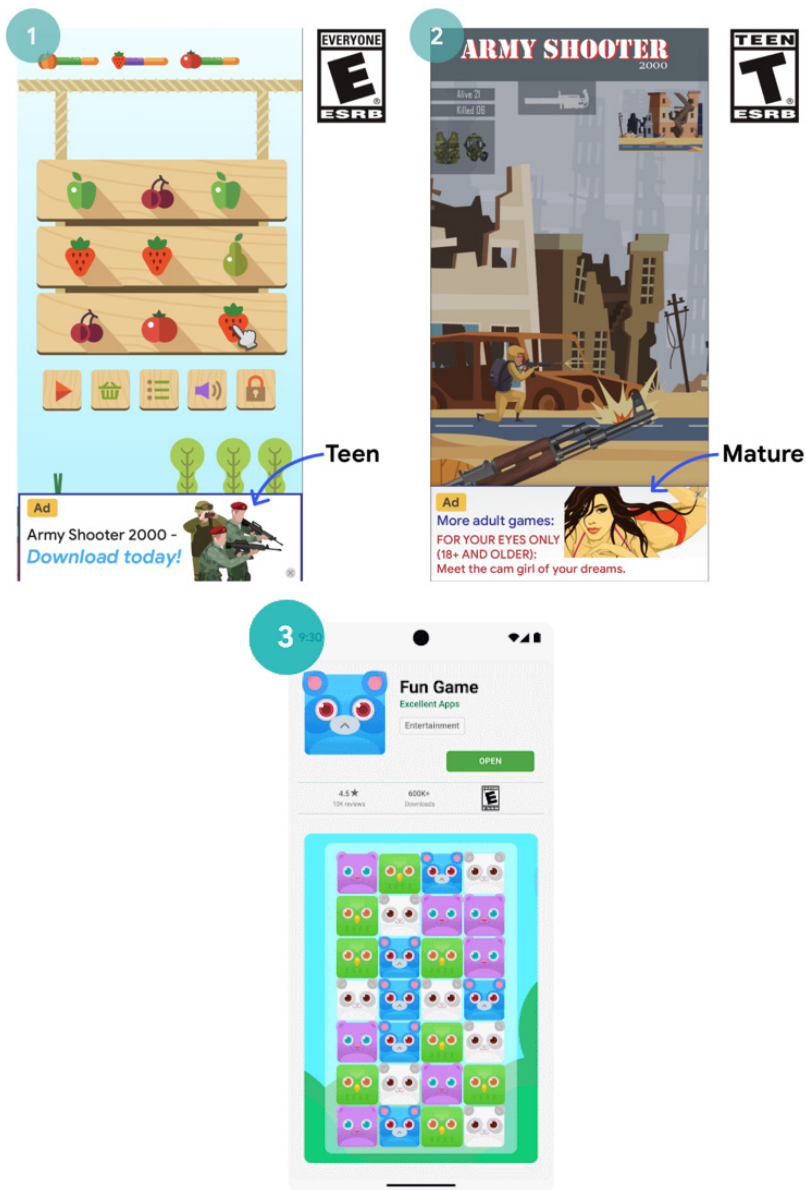 1
EVERYONE
E
ESRB
Teen
Ad
Army Shooter 2000 -
Download today!
2
ARMY SHOOTER
2000
TEEN
T
ESRB
Alive 21
Killed 06
Mature
Ad
More adult games:
FOR YOUR EYES ONLY
(18+ AND OLDER):
Meet the cam girl of your dreams.
3
9:30
Fun Game
Excellent Apps
Entertainment
OPEN
4.5★
600K+
E
10K reviews
Downloads